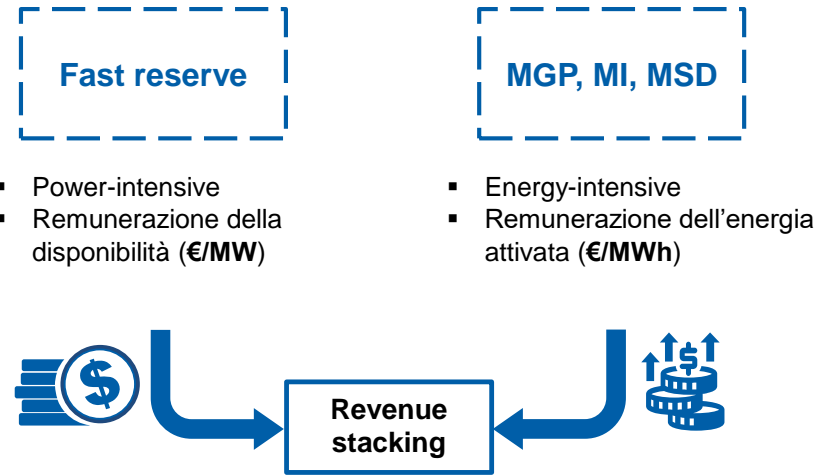 Fast reserve
MGP, MI, MSD
▪ Power-intensive
▪ Remunerazione della
disponibilità (€/MW)
▪ Energy-intensive
▪ Remunerazione dell’energia
attivata (€/MWh)
$
$
Revenue
stacking